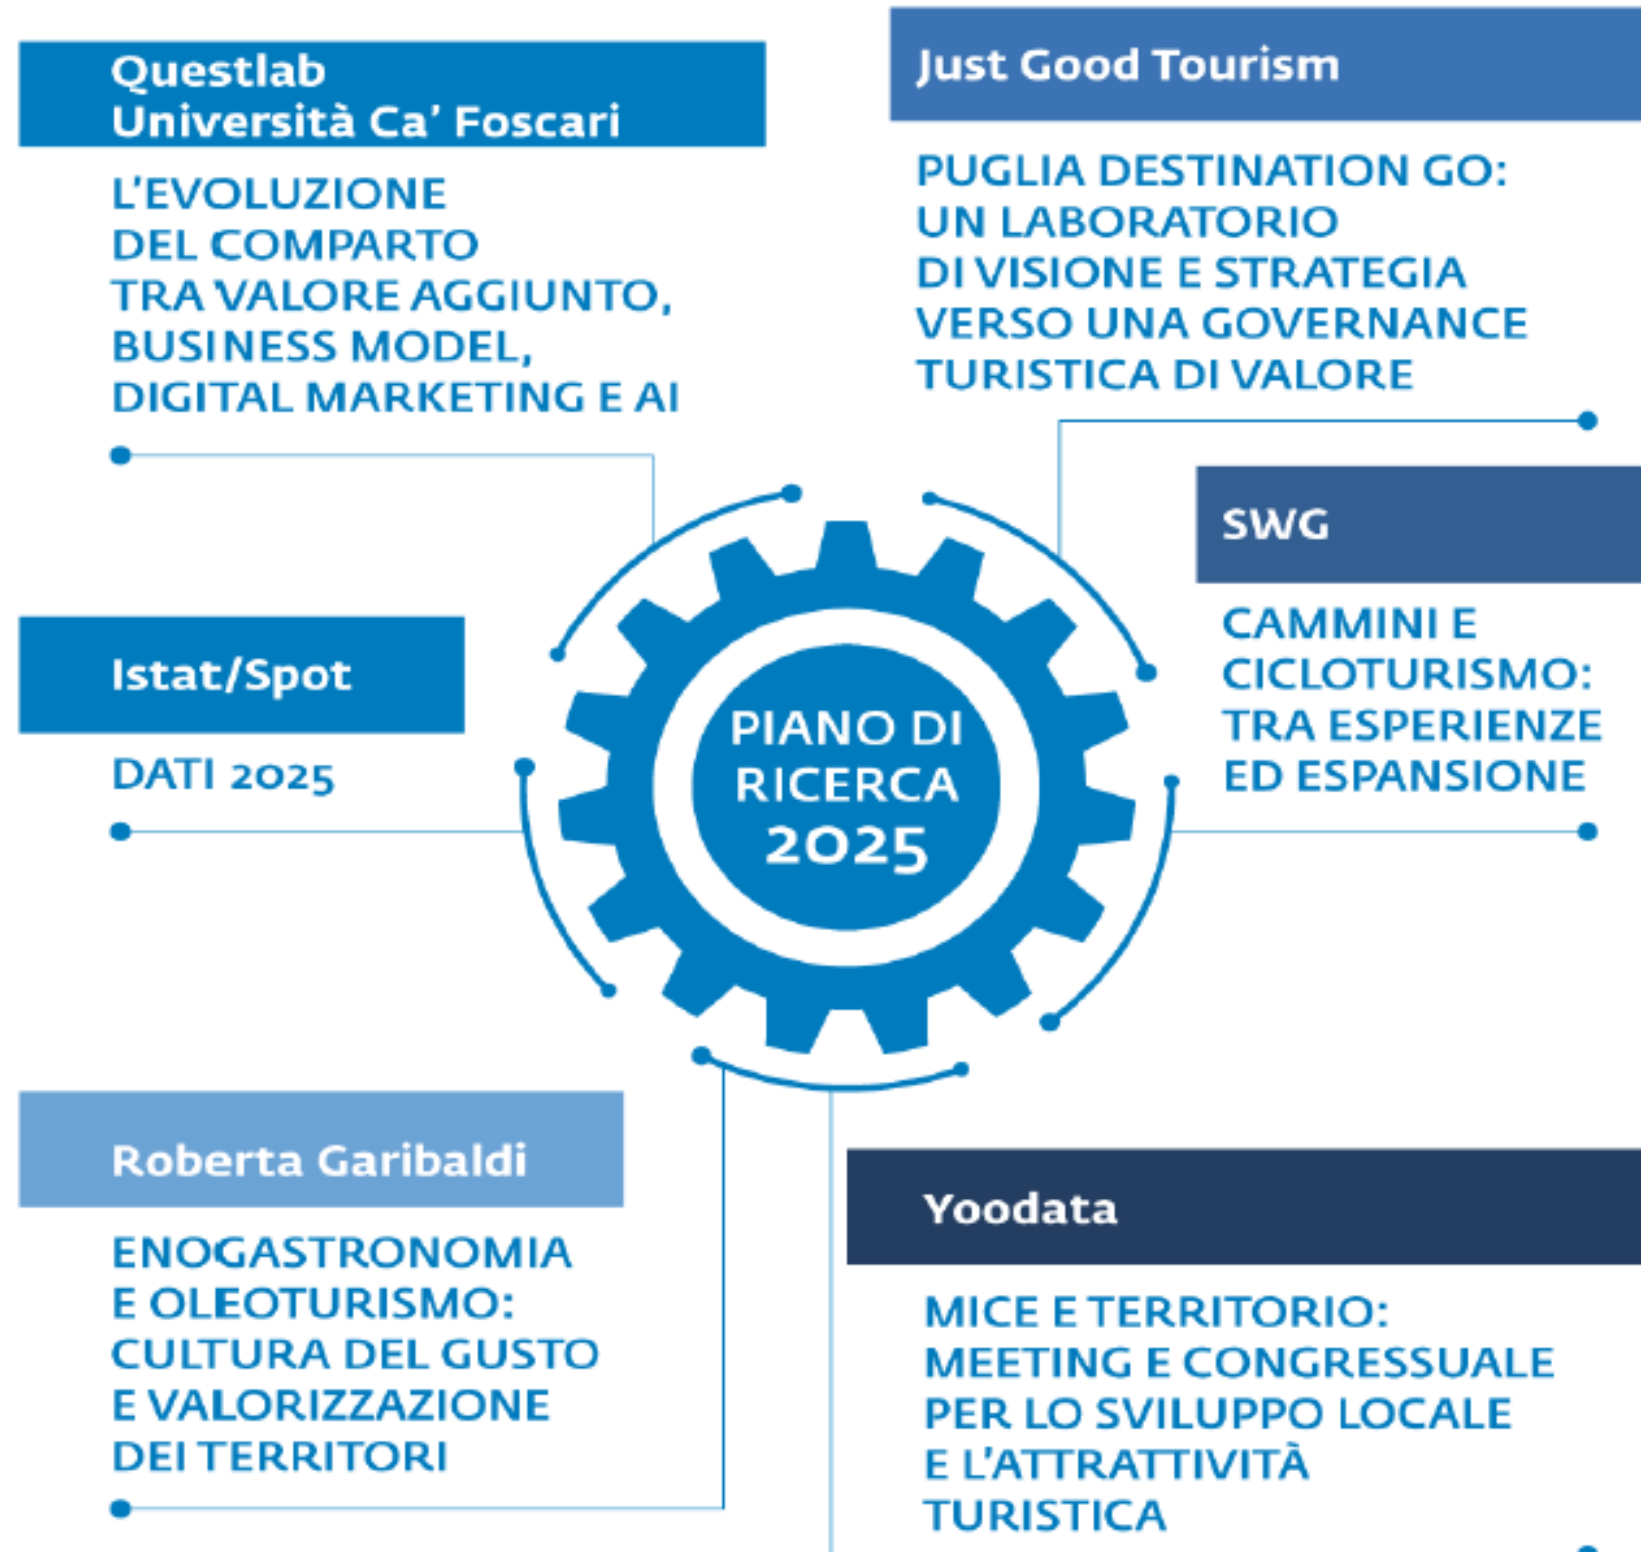 Questlab
Università Ca’ Foscari
L’EVOLUZIONE
DEL COMPARTO
TRA VALORE AGGIUNTO,
BUSINESS MODEL,
DIGITAL MARKETING E AI
Just Good Tourism
PUGLIA DESTINATION GO:
UN LABORATORIO
DI VISIONE E STRATEGIA
VERSO UNA GOVERNANCE
TURISTICA DI VALORE
SWG
CAMMINI E
CICLOTURISMO:
TRA ESPERIENZE
ED ESPANSIONE
Istat/Spot
DATI 2025
PIANO DI
RICERCA
2025
Roberta Garibaldi
ENOGASTRONOMIA
E OLEOTURISMO:
CULTURA DEL GUSTO
E VALORIZZAZIONE
DEI TERRITORI
Yoodata
MICE E TERRITORIO:
MEETING E CONGRESSUALE
PER LO SVILUPPO LOCALE
E L’ATTRATTIVITÀ
TURISTICA